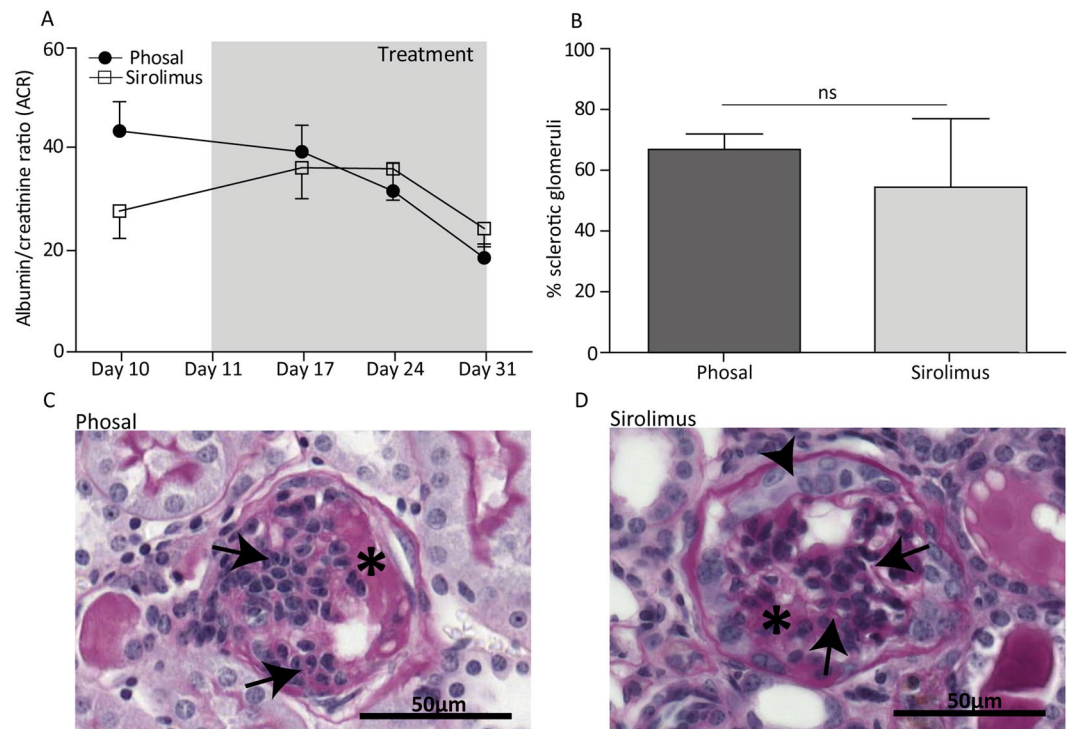 A
Albumin/creatinine ratio (ACR)
60
40
20
0
Phosal
Sirolimus
Treatment
Day 10 Day 11 Day 17 Day 24 Day 31
B
% sclerotic glomeruli
100
80
60
40
20
0
ns
Phosal Sirolimus
C
Phosal
*
50µm
D
Sirolimus
*
50µm